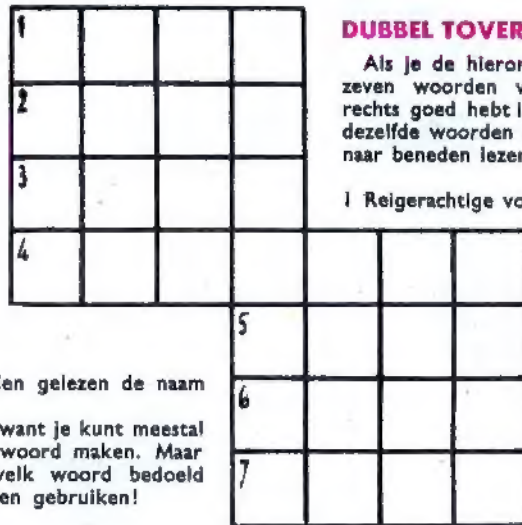 DUBBEL TOVER
Als je de hieror
zeven woorden v
rechts goed hebt i
dezelfde woorden
naar beneden lezer
1 Reigerachtige vo
1
2
3
4
5
6
7
en gelezen de naam
want je kunt meestal
woord maken. Maar
welk woord bedoeld
en gebruiken!